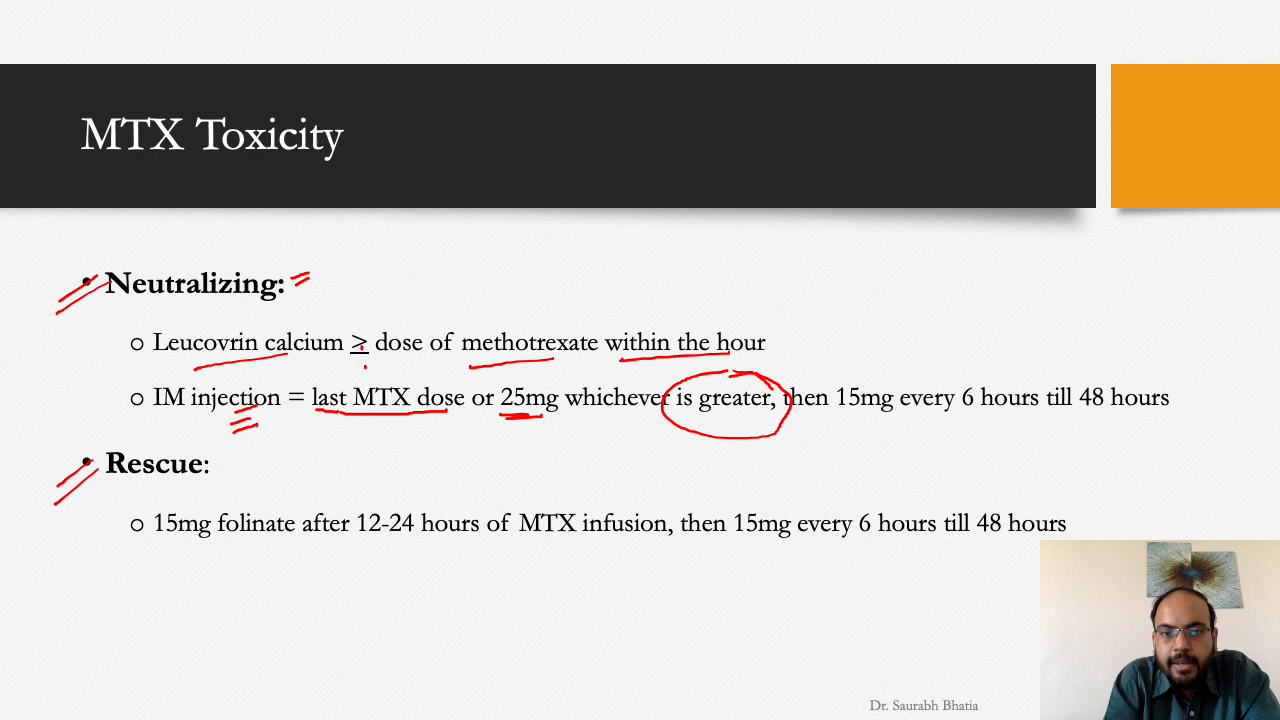 MTX Toxicity
• Neutralizing:
o Leucovrin calcium ≥ dose of methotrexate within the hour
o IM injection = last MTX dose or 25mg whichever is greater, then 15mg every 6 hours till 48 hours
• Rescue:
o 15mg folinate after 12-24 hours of MTX infusion, then 15mg every 6 hours till 48 hours
Dr. Saurabh Bhatia